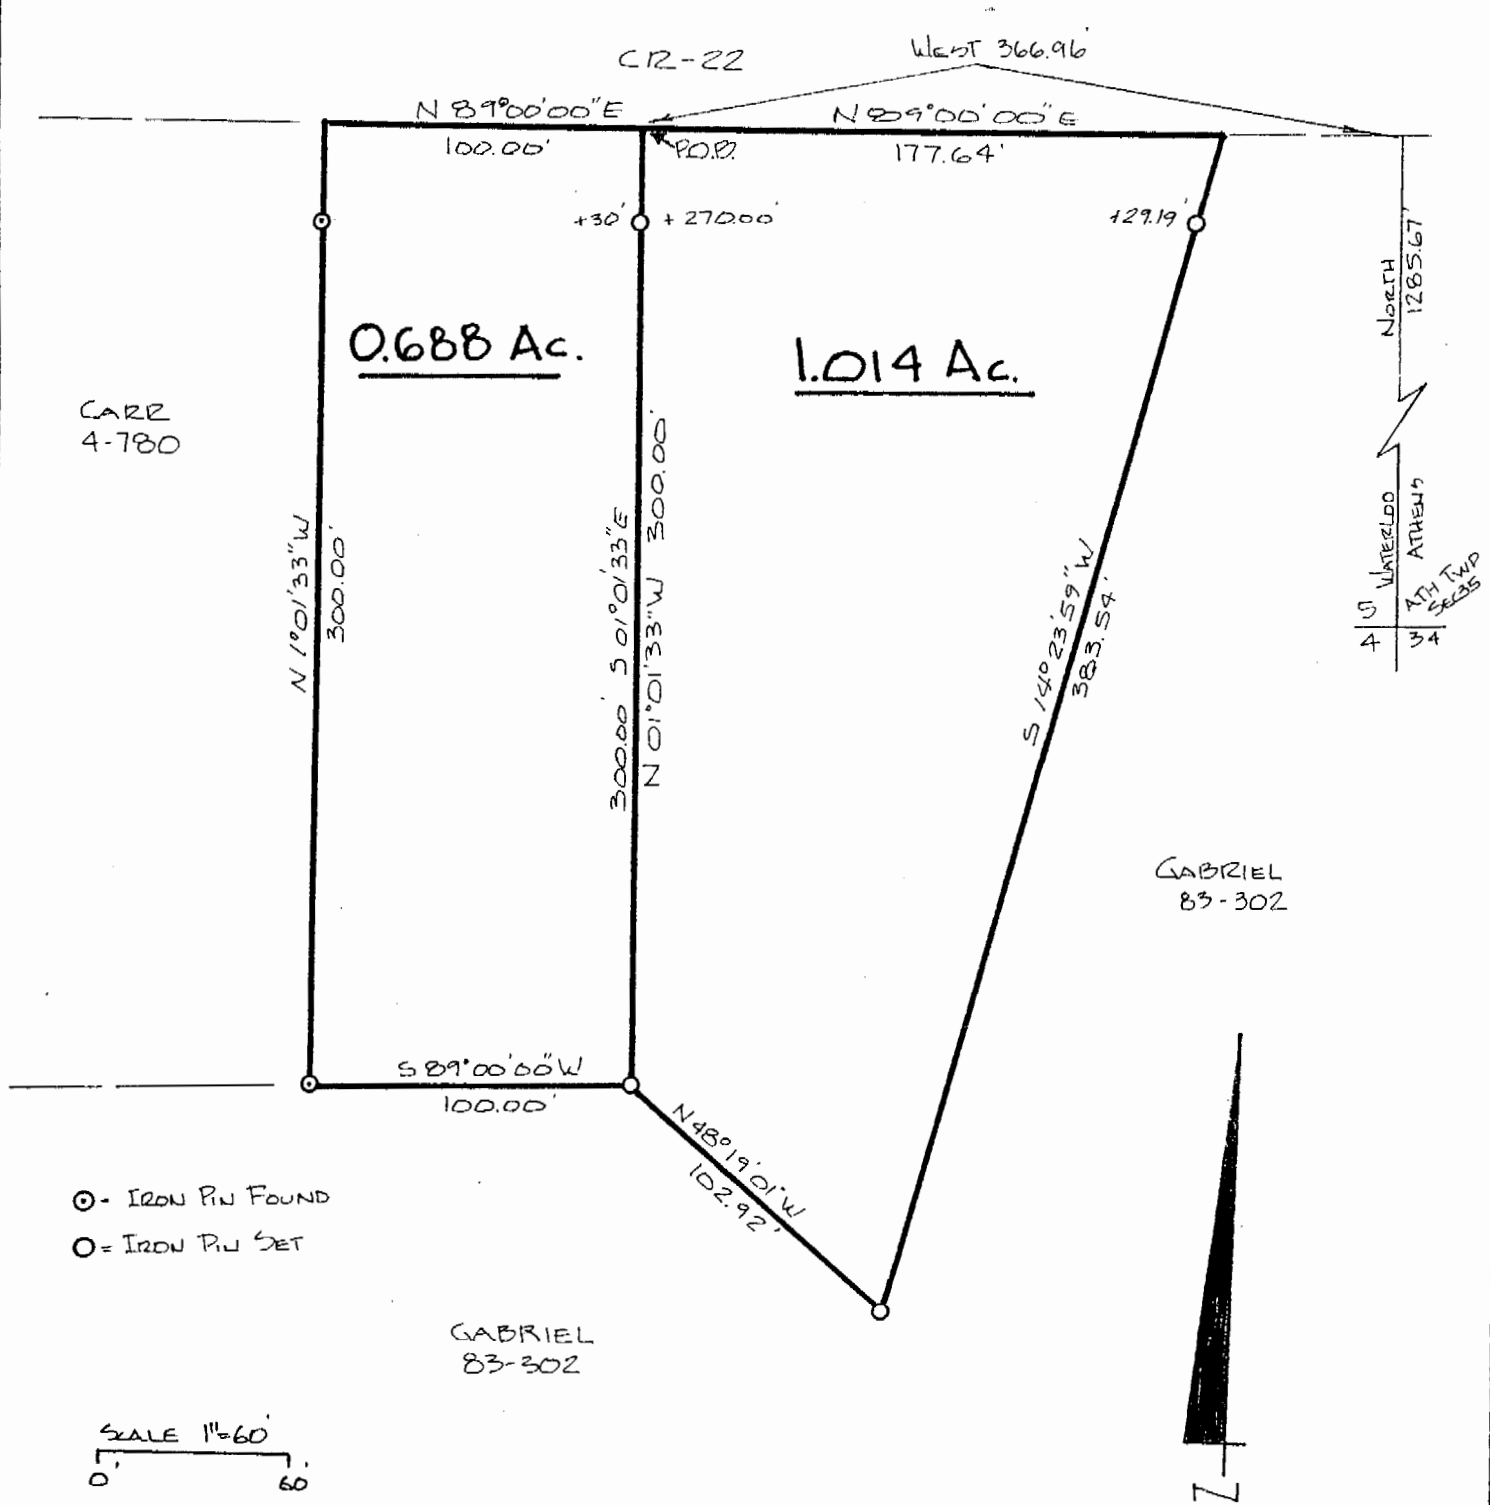 CR-22
WEST 366.96'
N 89°00'00"E
100.00'
P.O.B.
N 89°00'00"E
177.64'
+30'
+ 270.00'
+29.19'
NORTH
1285.67'
0.688 Ac.
1.014 Ac.
CARR
4-780
N 1°01'33"W
300.00'
300.00' S 01°01'33"E
N 01°01'33"W 300.00'
S 14°23'59"W
383.54'
WATERLOO
ATHENS
5
ATH TWP
SEC 35
4
34
GABRIEL
83-302
S 89°00'00"W
100.00'
N 48°19'01"W
102.92'
⊙ - IRON PIN FOUND
O = IRON PIN SET
GABRIEL
83-302
SCALE 1"=60'
0'
60'
N